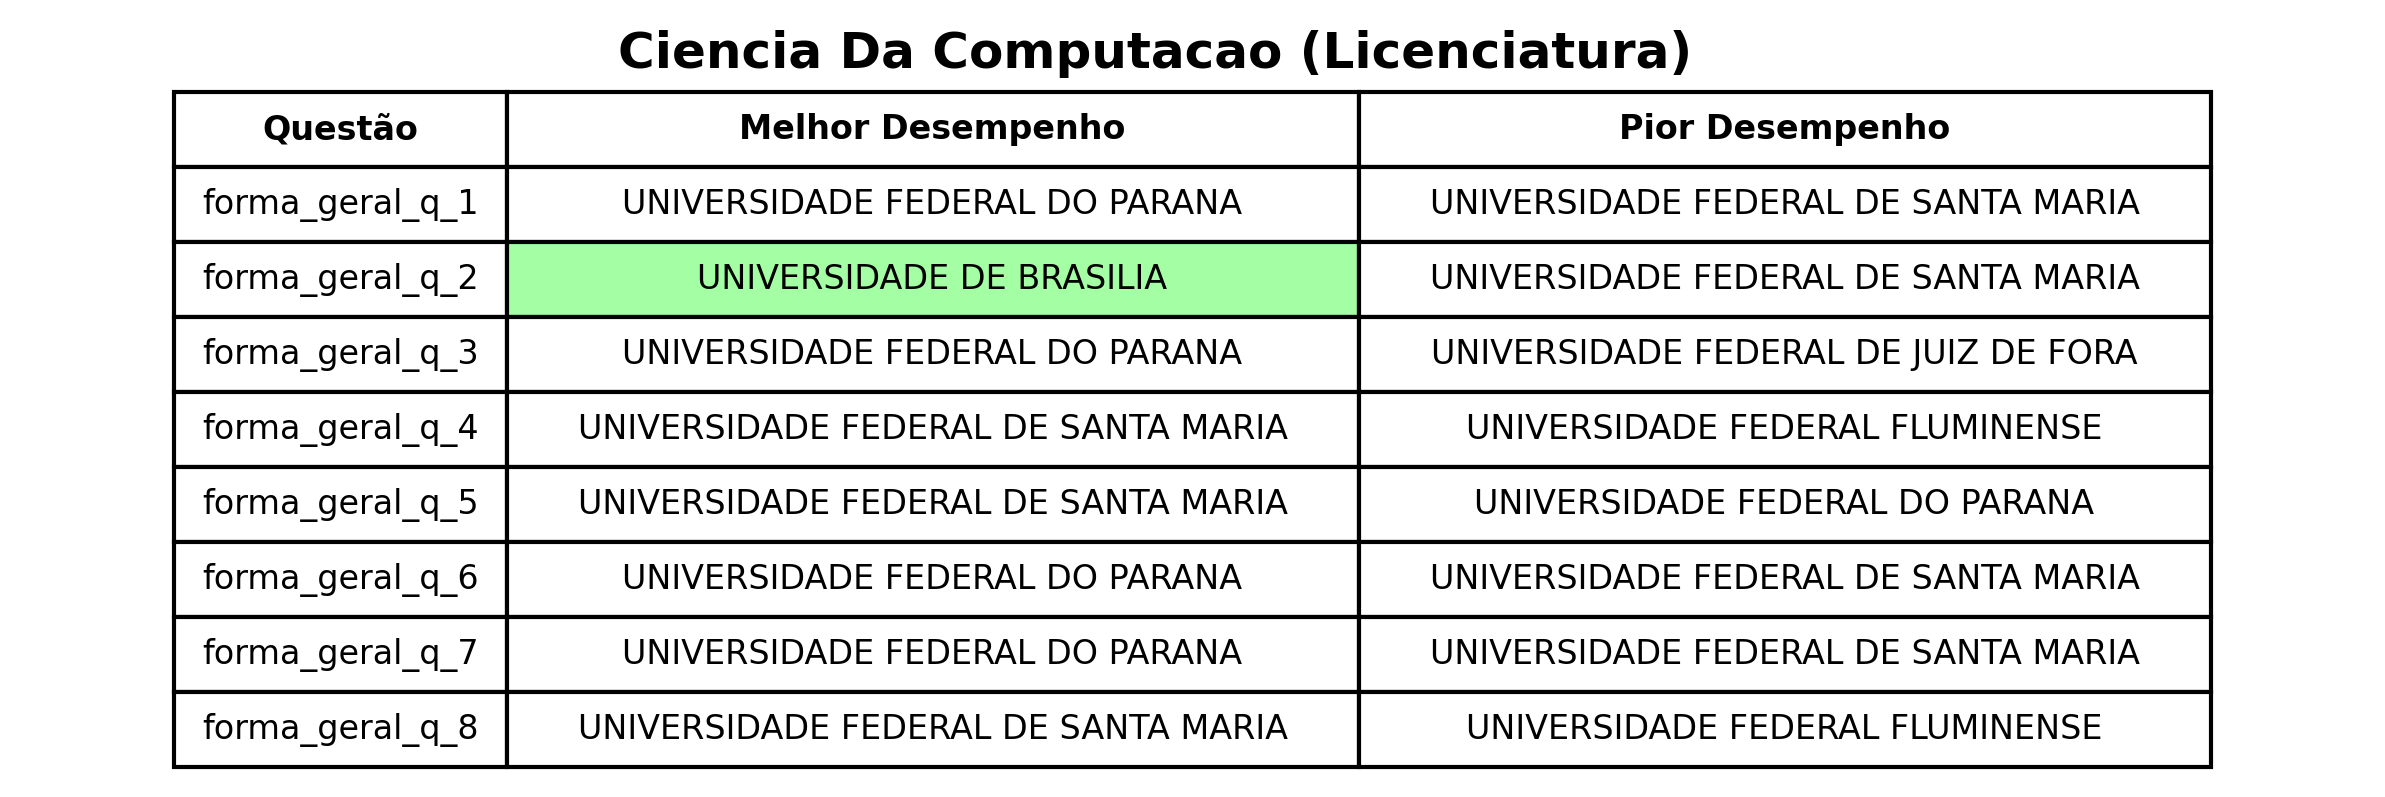 Ciencia Da Computacao (Licenciatura)
Questão Melhor Desempenho Pior Desempenho
forma_geral_q_1 UNIVERSIDADE FEDERAL DO PARANA UNIVERSIDADE FEDERAL DE SANTA MARIA
forma_geral_q_2 UNIVERSIDADE DE BRASILIA UNIVERSIDADE FEDERAL DE SANTA MARIA
forma_geral_q_3 UNIVERSIDADE FEDERAL DO PARANA UNIVERSIDADE FEDERAL DE JUIZ DE FORA
forma_geral_q_4 UNIVERSIDADE FEDERAL DE SANTA MARIA UNIVERSIDADE FEDERAL FLUMINENSE
forma_geral_q_5 UNIVERSIDADE FEDERAL DE SANTA MARIA UNIVERSIDADE FEDERAL DO PARANA
forma_geral_q_6 UNIVERSIDADE FEDERAL DO PARANA UNIVERSIDADE FEDERAL DE SANTA MARIA
forma_geral_q_7 UNIVERSIDADE FEDERAL DO PARANA UNIVERSIDADE FEDERAL DE SANTA MARIA
forma_geral_q_8 UNIVERSIDADE FEDERAL DE SANTA MARIA UNIVERSIDADE FEDERAL FLUMINENSE